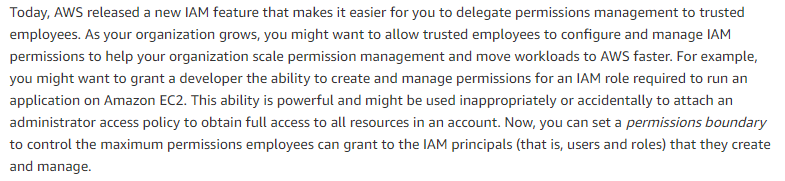 Today, AWS released a new IAM feature that makes it easier for you to delegate permissions management to trusted
employees. As your organization grows, you might want to allow trusted employees to configure and manage IAM
permissions to help your organization scale permission management and move workloads to AWS faster. For example,
you might want to grant a developer the ability to create and manage permissions for an IAM role required to run an
application on Amazon EC2. This ability is powerful and might be used inappropriately or accidentally to attach an
administrator access policy to obtain full access to all resources in an account. Now, you can set a permissions boundary
to control the maximum permissions employees can grant to the IAM principals (that is, users and roles) that they create
and manage.